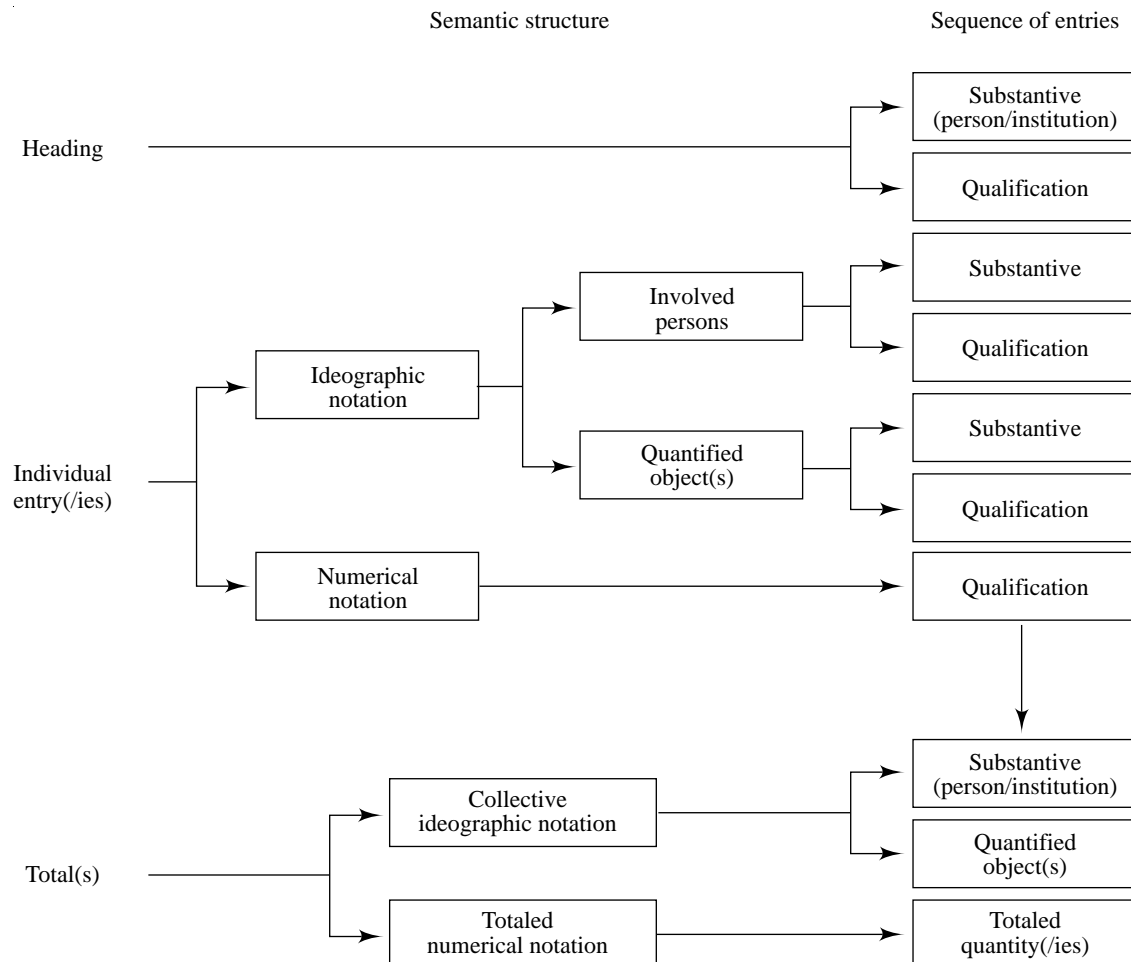 Semantic structure
Sequence of entries
Heading
Substantive
(person/institution)
Qualification
Individual
entry(/ies)
Ideographic
notation
Involved
persons
Substantive
Qualification
Quantified
object(s)
Substantive
Qualification
Numerical
notation
Qualification
Total(s)
Collective
ideographic notation
Substantive
(person/institution)
Quantified
object(s)
Totaled
numerical notation
Totaled
quantity(/ies)